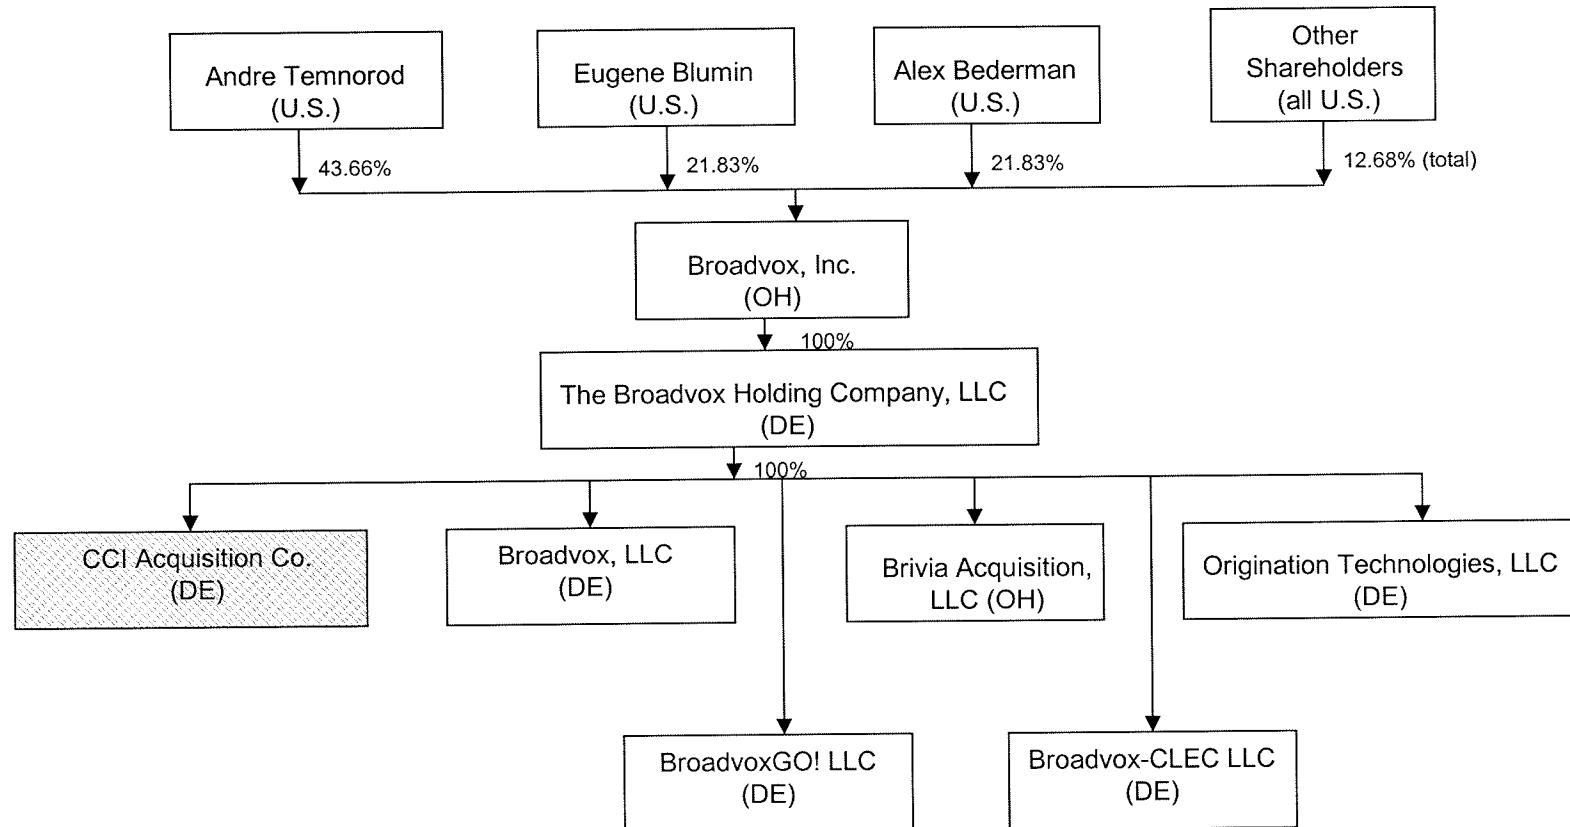 Andre Temnorod
(U.S.)
Eugene Blumin
(U.S.)
Alex Bederman
(U.S.)
Other
Shareholders
(all U.S.)
43.66%
21.83%
21.83%
12.68% (total)
Broadvox, Inc.
(OH)
100%
The Broadvox Holding Company, LLC
(DE)
100%
CCI Acquisition Co.
(DE)
Broadvox, LLC
(DE)
Brivia Acquisition,
LLC (OH)
Origination Technologies, LLC
(DE)
BroadvoxGO! LLC
(DE)
Broadvox-CLEC LLC
(DE)